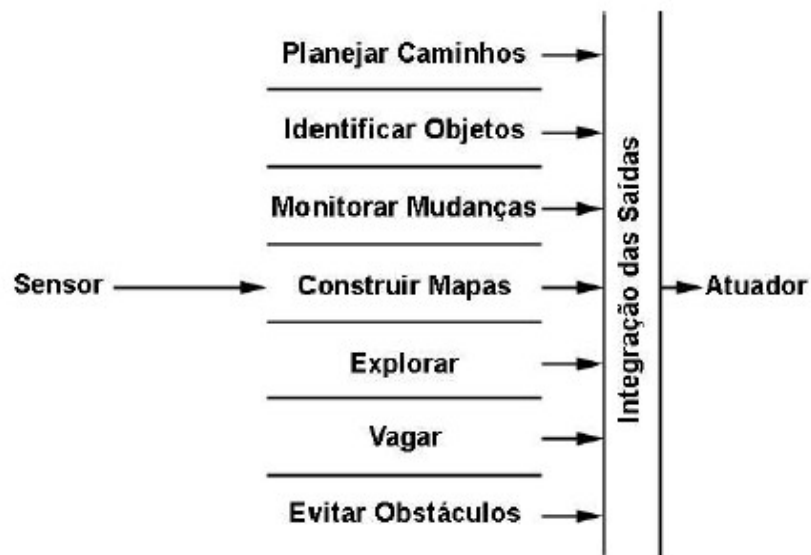 Planejar Caminhos
Identificar Objetos
Monitorar Mudanças
Sensor
Construir Mapas
Explorar
Vagar
Evitar Obstáculos
Integração das Saídas
Atuador